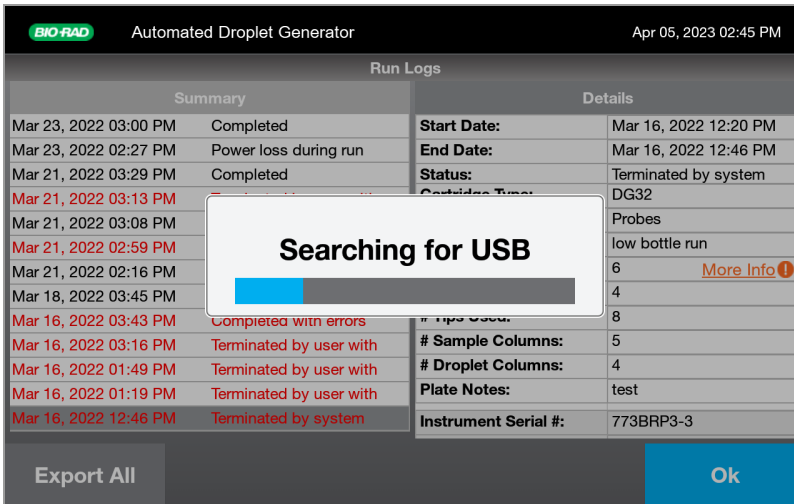 BIO-RAD Automated Droplet Generator Apr 05, 2023 02:45 PM
Run Logs
Summary Details
Mar 23, 2022 03:00 PM Completed Start Date: Mar 16, 2022 12:20 PM
Mar 23, 2022 02:27 PM Power loss during run End Date: Mar 16, 2022 12:46 PM
Mar 21, 2022 03:29 PM Completed Status: Terminated by system
Mar 21, 2022 03:13 PM Cartridge Type: DG32
Mar 21, 2022 03:08 PM Probes
Mar 21, 2022 02:59 PM low bottle run
Searching for USB
Mar 21, 2022 02:16 PM 6 More Info
Mar 18, 2022 03:45 PM 4
Mar 16, 2022 03:43 PM Completed with errors # Tips Used: 8
Mar 16, 2022 03:16 PM Terminated by user with # Sample Columns: 5
Mar 16, 2022 01:49 PM Terminated by user with # Droplet Columns: 4
Mar 16, 2022 01:19 PM Terminated by user with Plate Notes: test
Mar 16, 2022 12:46 PM Terminated by system Instrument Serial #: 773BRP3-3
Export All Ok